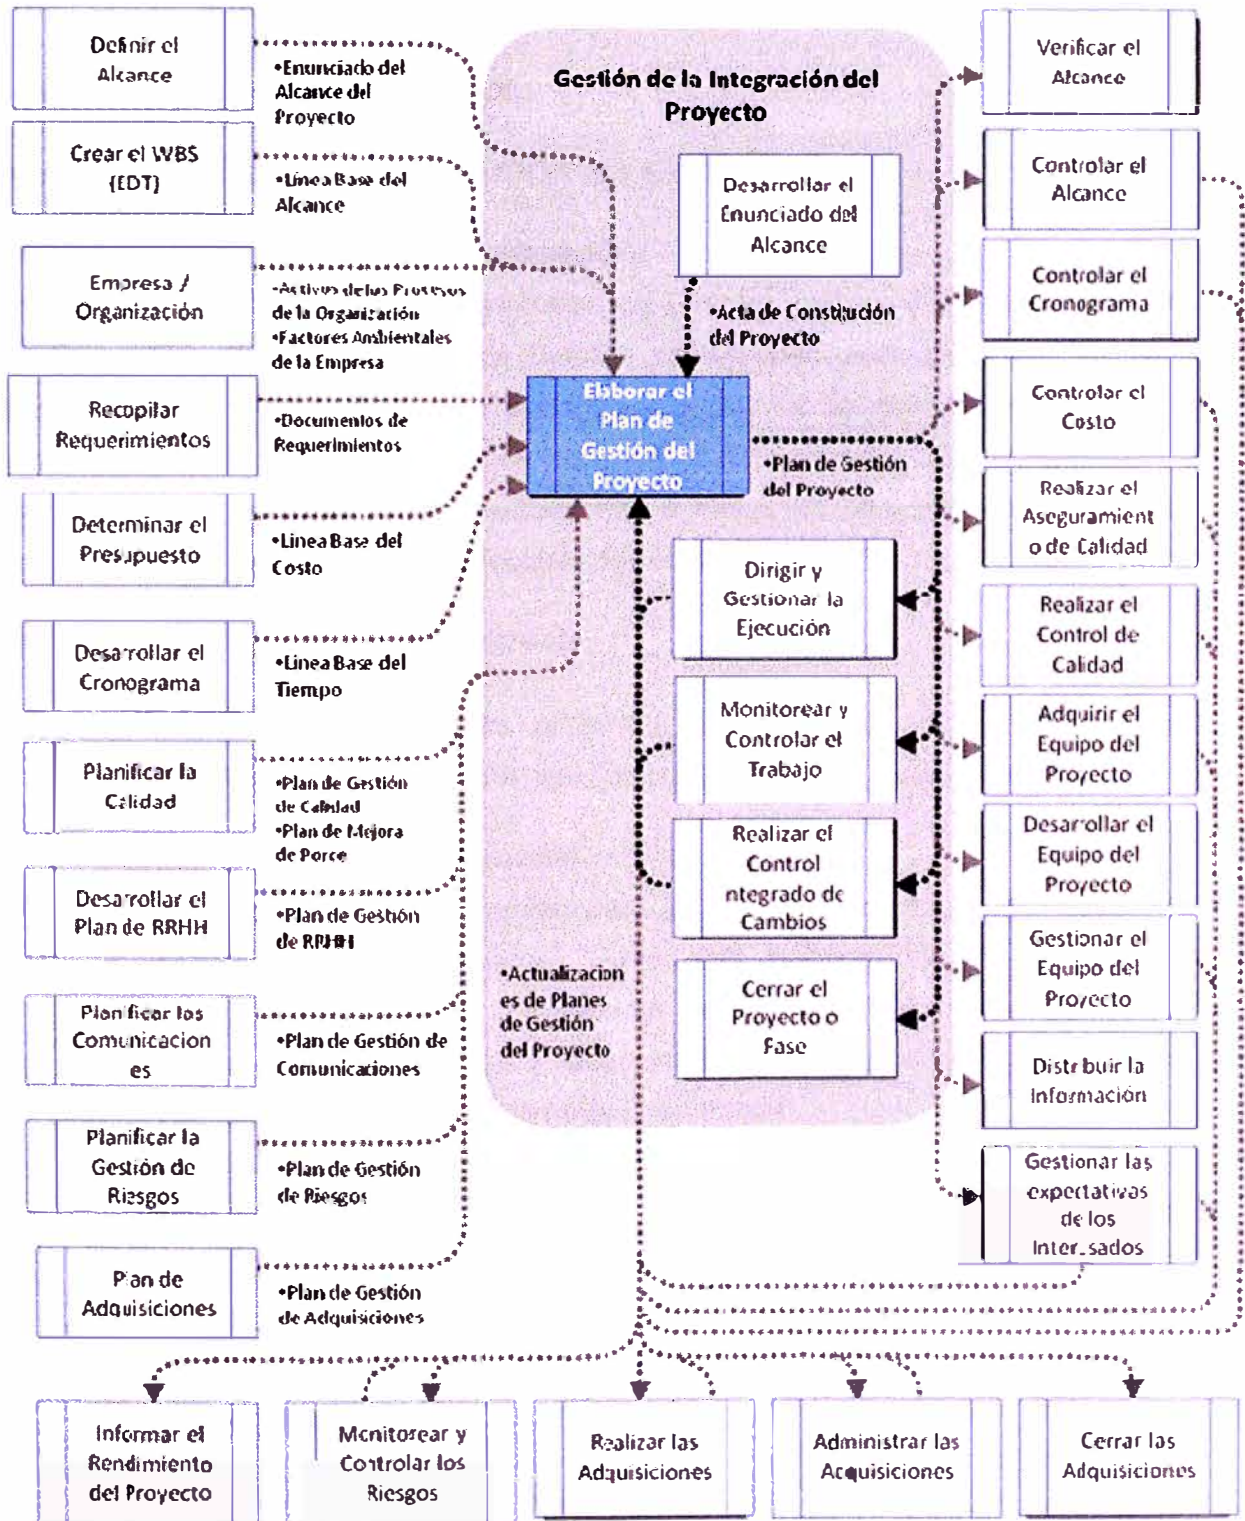 Definir el
Alcance
•Enunciado del
Alcance del
Proyecto
Crear el WBS
(EDT)
•Línea Base del
Alcance
Empresa /
Organización
•Activos de los Procesos
de la Organización
•Factores Ambientales
de la Empresa
Recopilar
Requerimientos
•Documentos de
Requerimientos
Determinar el
Presupuesto
•Linea Base del
Costo
Desarrollar el
Cronograma
•Linea Base del
Tiempo
Planificar la
Calidad
•Plan de Gestión
de Calidad
•Plan de Mejora
de Porce
Desarrollar el
Plan de RRHH
•Plan de Gestión
de RRHH
Planificar las
Comunicacion
es
•Plan de Gestión de
Comunicaciones
Planificar la
Gestión de
Riesgos
•Plan de Gestión
de Riesgos
Plan de
Adquisiciones
•Plan de Gestión
de Adquisiciones
Gestión de la Integración del
Proyecto
Desarrollar el
Enunciado del
Alcance
•Acta de Constitución
del Proyecto
Elaborar el
Plan de
Gestión del
Proyecto
•Plan de Gestión
del Proyecto
Dirigir y
Gestionar la
Ejecución
Monitorear y
Controlar el
Trabajo
Realizar el
Control
ntegrado de
Cambios
•Actualizacion
es de Planes
de Gestión
del Proyecto
Cerrar el
Proyecto o
Fase
Verificar el
Alcance
Controlar el
Alcance
Controlar el
Cronograma
Controlar el
Costo
Realizar el
Aseguramient
o de Calidad
Realizar el
Control de
Calidad
Adquirir el
Equipo del
Proyecto
Desarrollar el
Equipo del
Proyecto
Gestionar el
Equipo del
Proyecto
Distribuir la
Información
Gestionar las
expectativas
de los
Interesados
Informar el
Rendimiento
del Proyecto
Monitorear y
Controlar los
Riesgos
Realizar las
Adquisiciones
Administrar las
Acquisiciones
Cerrar las
Adquisiciones